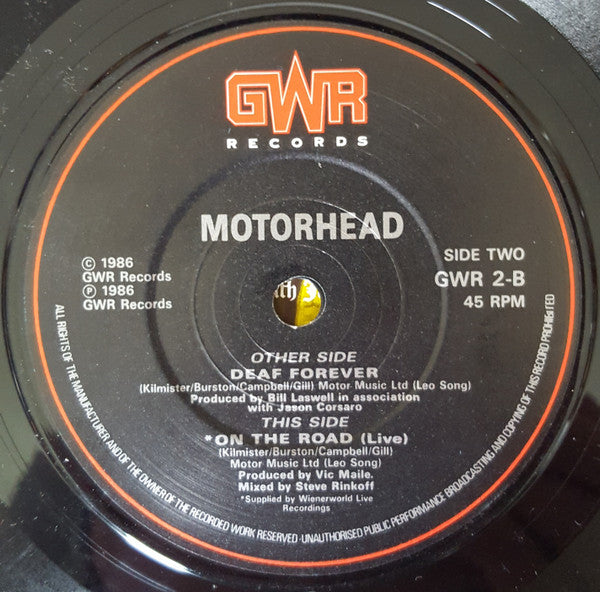 GWR
RECORDS
MOTORHEAD
© 1986
GWR Records
℗ 1986
GWR Records
SIDE TWO
GWR 2-B
45 RPM
OTHER SIDE
DEAF FOREVER
(Kilmister/Burston/Campbell/Gill) Motor Music Ltd (Leo Song)
Produced by Bill Laswell in association
with Jason Corsaro
THIS SIDE
*ON THE ROAD (Live)
(Kilmister/Burston/Campbell/Gill)
Motor Music Ltd (Leo Song)
Produced by Vic Maile.
Mixed by Steve Rinkoff
*Supplied by Wienerworld Live
Recordings
ALL RIGHTS OF THE MANUFACTURER AND OF THE OWNER OF THE RECORDED WORK RESERVED·UNAUTHORISED PUBLIC PERFORMANCE BROADCASTING AND COPYING OF THIS RECORD PROHIBITED